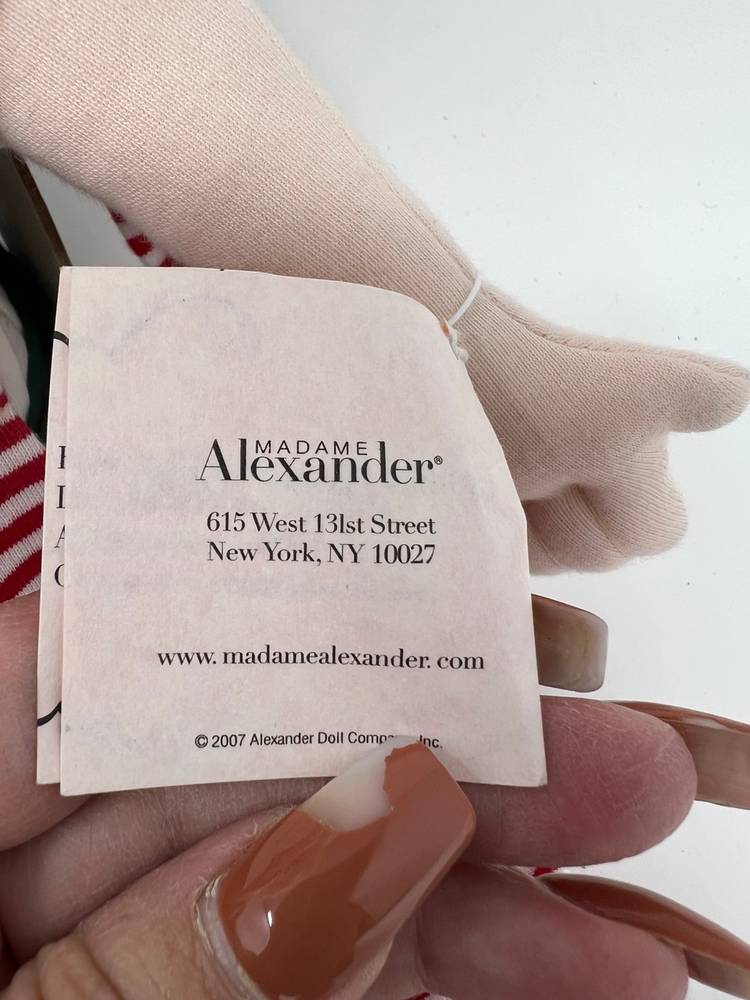 MADAME
Alexander®
615 West 131st Street
New York, NY 10027
www. madamealexander. com
© 2007 Alexander Doll Inc.